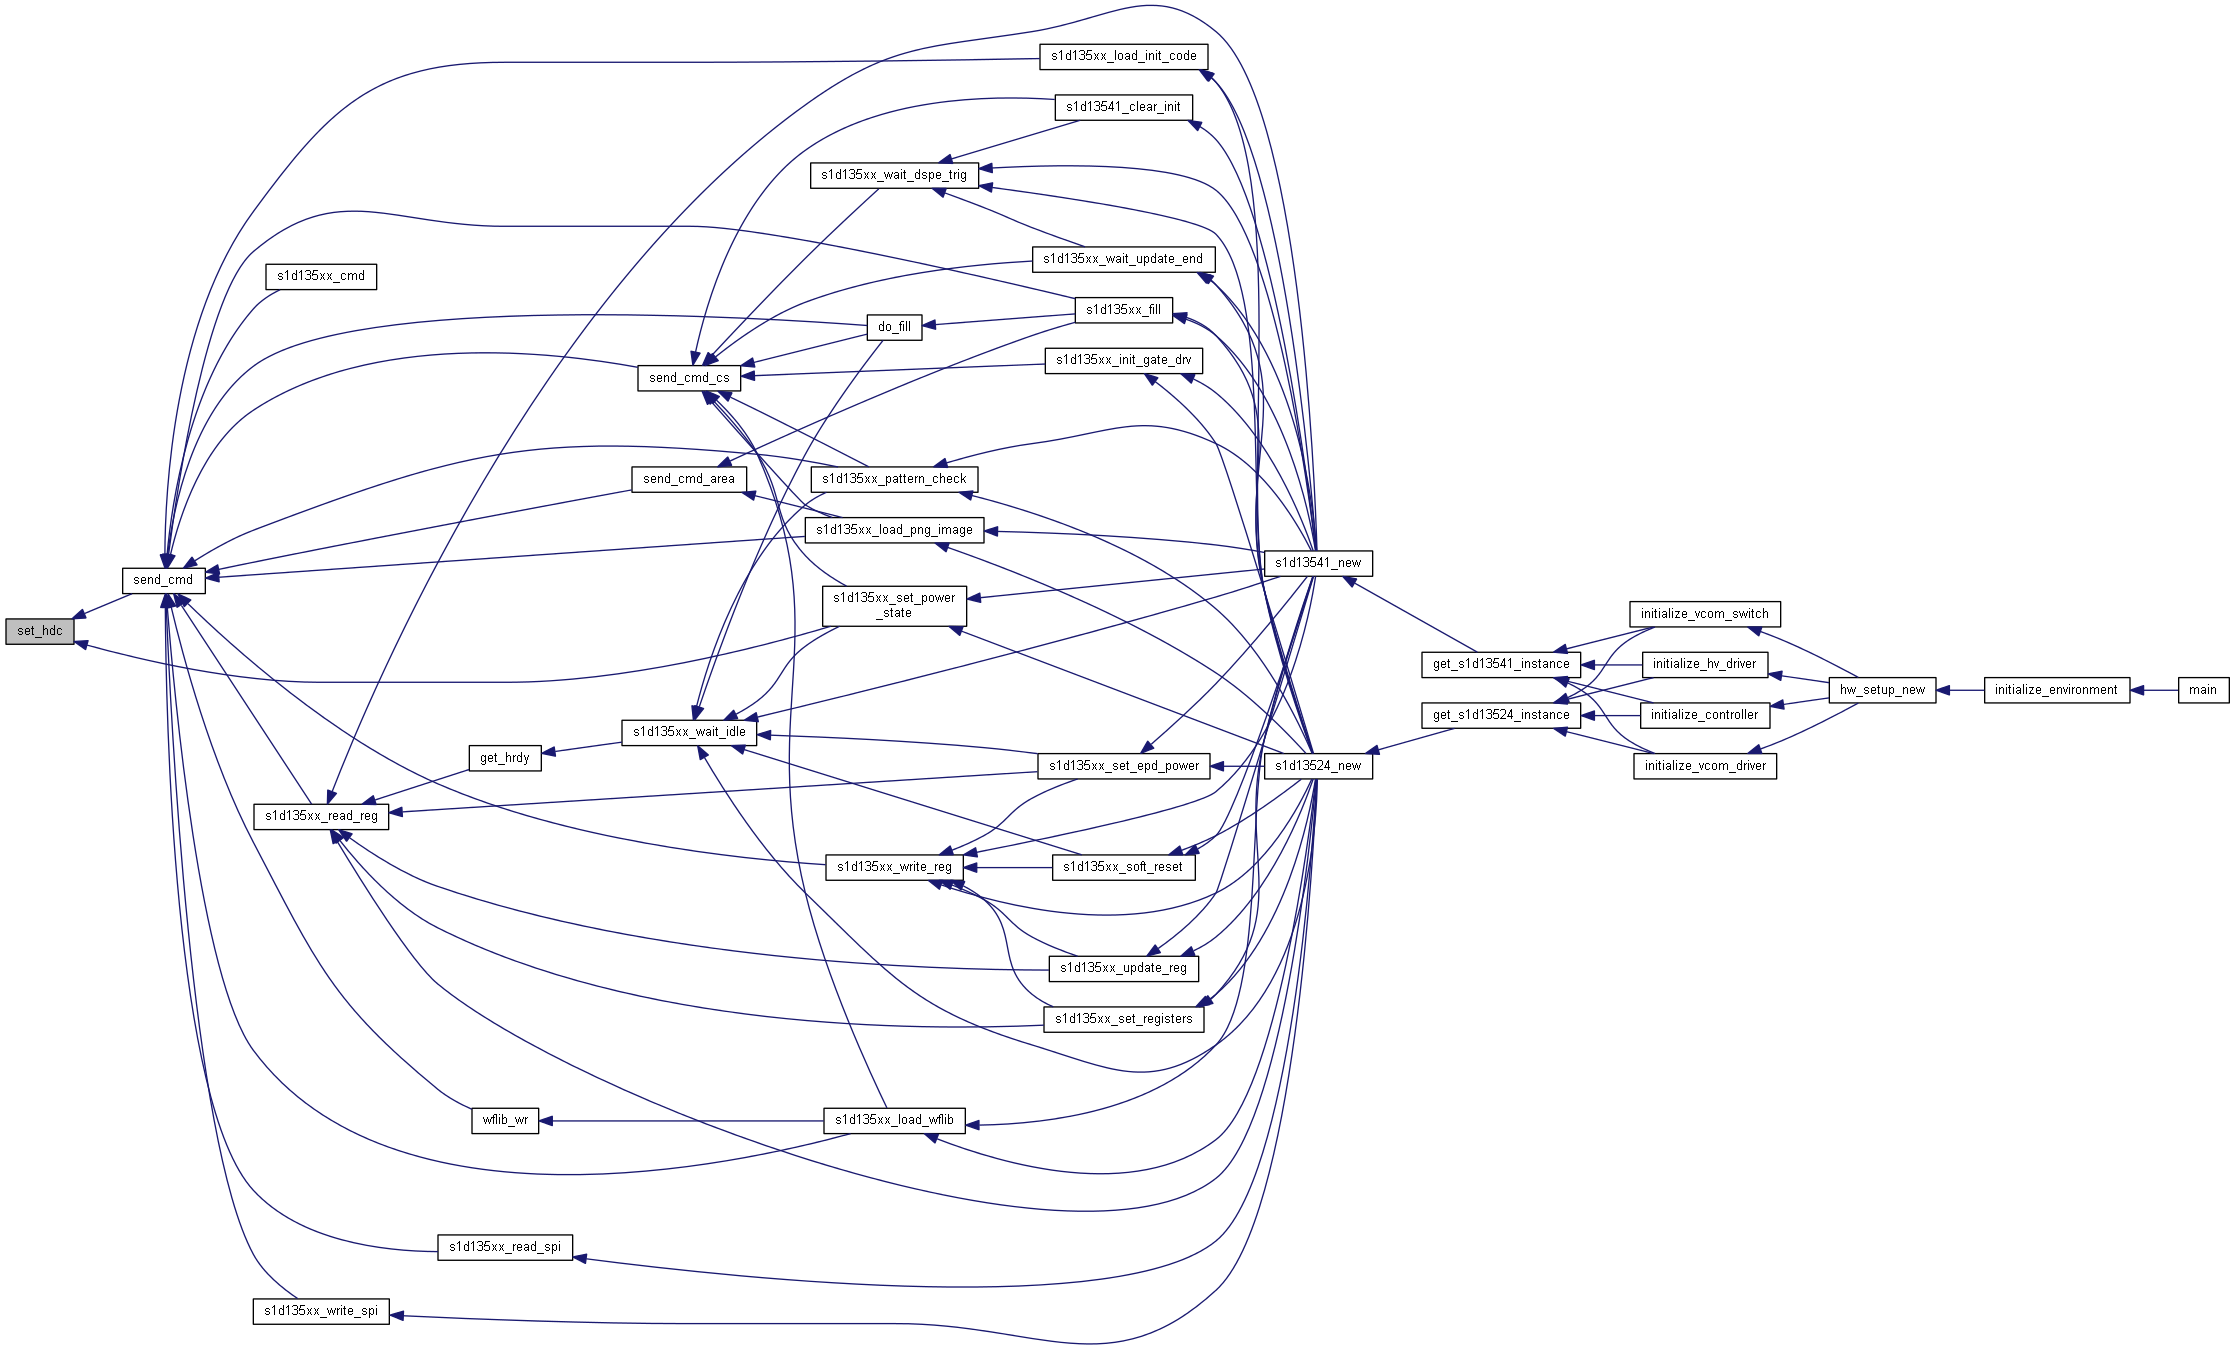 set_hdc
send_cmd
s1d135xx_cmd
s1d135xx_read_reg
s1d135xx_write_spi
get_hrdy
wflib_wr
s1d135xx_read_spi
send_cmd_cs
send_cmd_area
s1d135xx_wait_idle
s1d135xx_wait_dspe_trig
do_fill
s1d135xx_pattern_check
s1d135xx_load_png_image
s1d135xx_set_power
_state
s1d135xx_write_reg
s1d135xx_load_wflib
s1d135xx_load_init_code
s1d13541_clear_init
s1d135xx_wait_update_end
s1d135xx_fill
s1d135xx_init_gate_drv
s1d135xx_set_epd_power
s1d135xx_soft_reset
s1d135xx_update_reg
s1d135xx_set_registers
s1d13541_new
s1d13524_new
get_s1d13541_instance
get_s1d13524_instance
initialize_vcom_switch
initialize_hv_driver
initialize_controller
initialize_vcom_driver
hw_setup_new
initialize_environment
main